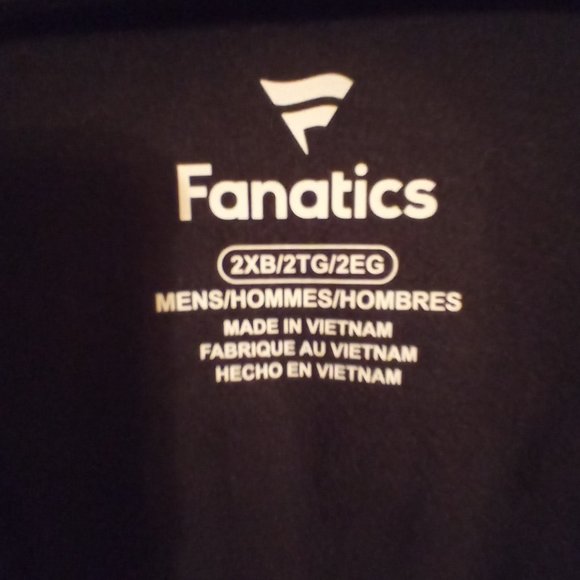 Fanatics
2XB/2TG/2EG
MENS/HOMMES/HOMBRES
MADE IN VIETNAM
FABRIQUE AU VIETNAM
HECHO EN VIETNAM